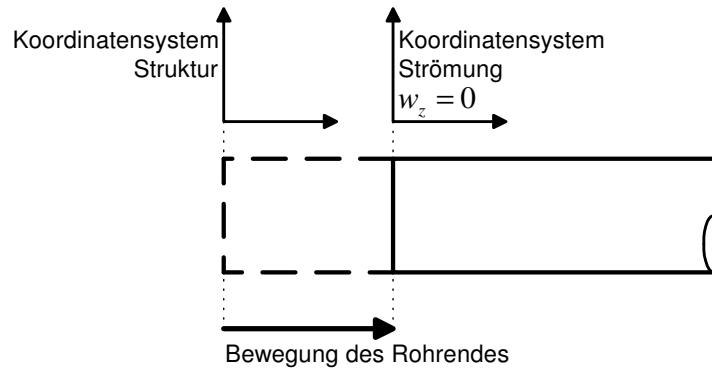 Koordinatensystem
Struktur
Koordinatensystem
Strömung
w_z = 0
Bewegung des Rohrendes